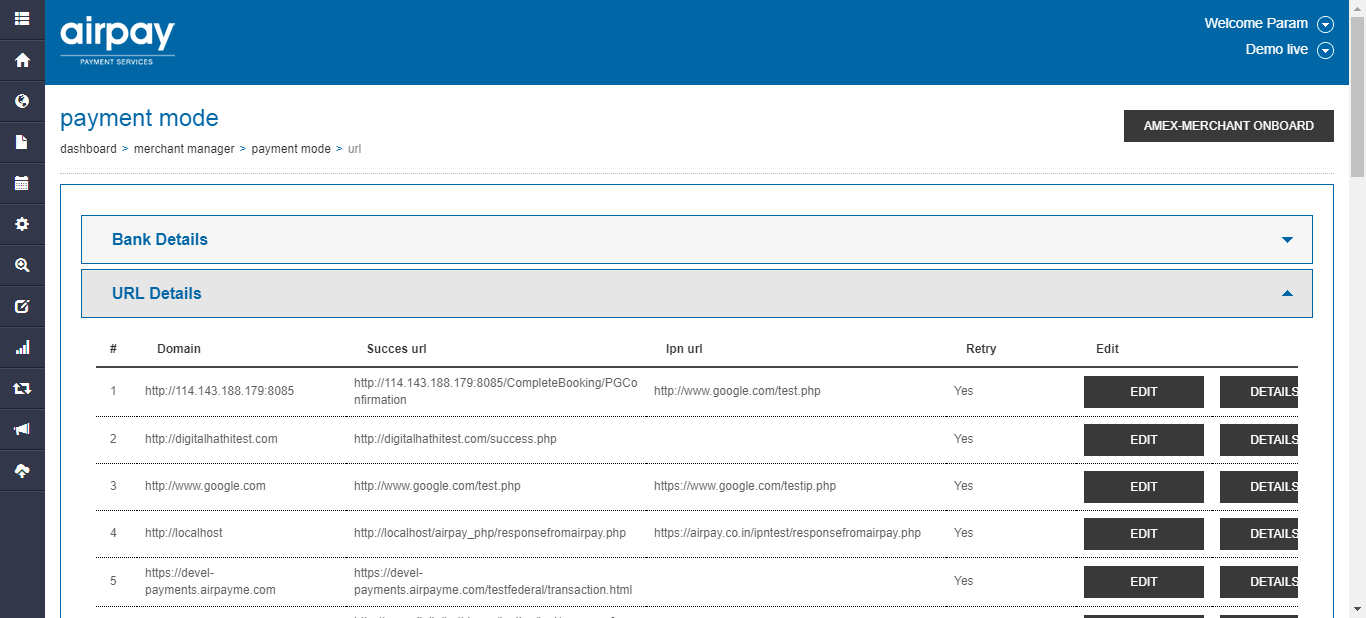 airpay
PAYMENT SERVICES
Welcome Param
Demo live
payment mode
AMEX-MERCHANT ONBOARD
dashboard > merchant manager > payment mode > url
Bank Details
URL Details
# Domain Succes url Ipn url Retry Edit
1 http://114.143.188.179:8085 http://114.143.188.179:8085/CompleteBooking/PGCo http://www.google.com/test.php Yes EDIT DETAILS
nfirmation
2 http://digitalhathitest.com http://digitalhathitest.com/success.php Yes EDIT DETAILS
3 http://www.google.com http://www.google.com/test.php https://www.google.com/testip.php Yes EDIT DETAILS
4 http://localhost http://localhost/airpay_php/responsefromairpay.php https://airpay.co.in/ipntest/responsefromairpay.php Yes EDIT DETAILS
5 https://devel- https://devel- Yes EDIT DETAILS
payments.airpayme.com payments.airpayme.com/testfederal/transaction.html